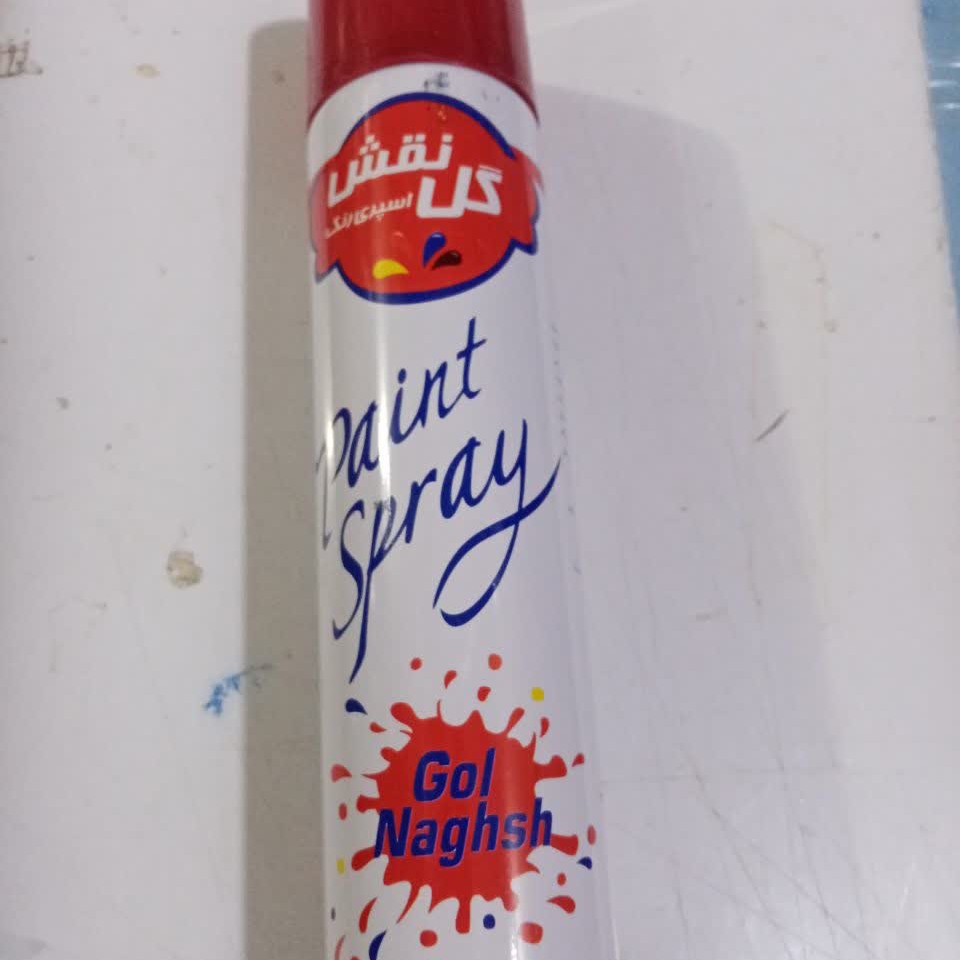 گل نقش
اسپری رنگ
Paint
Spray
Gol
Naghsh